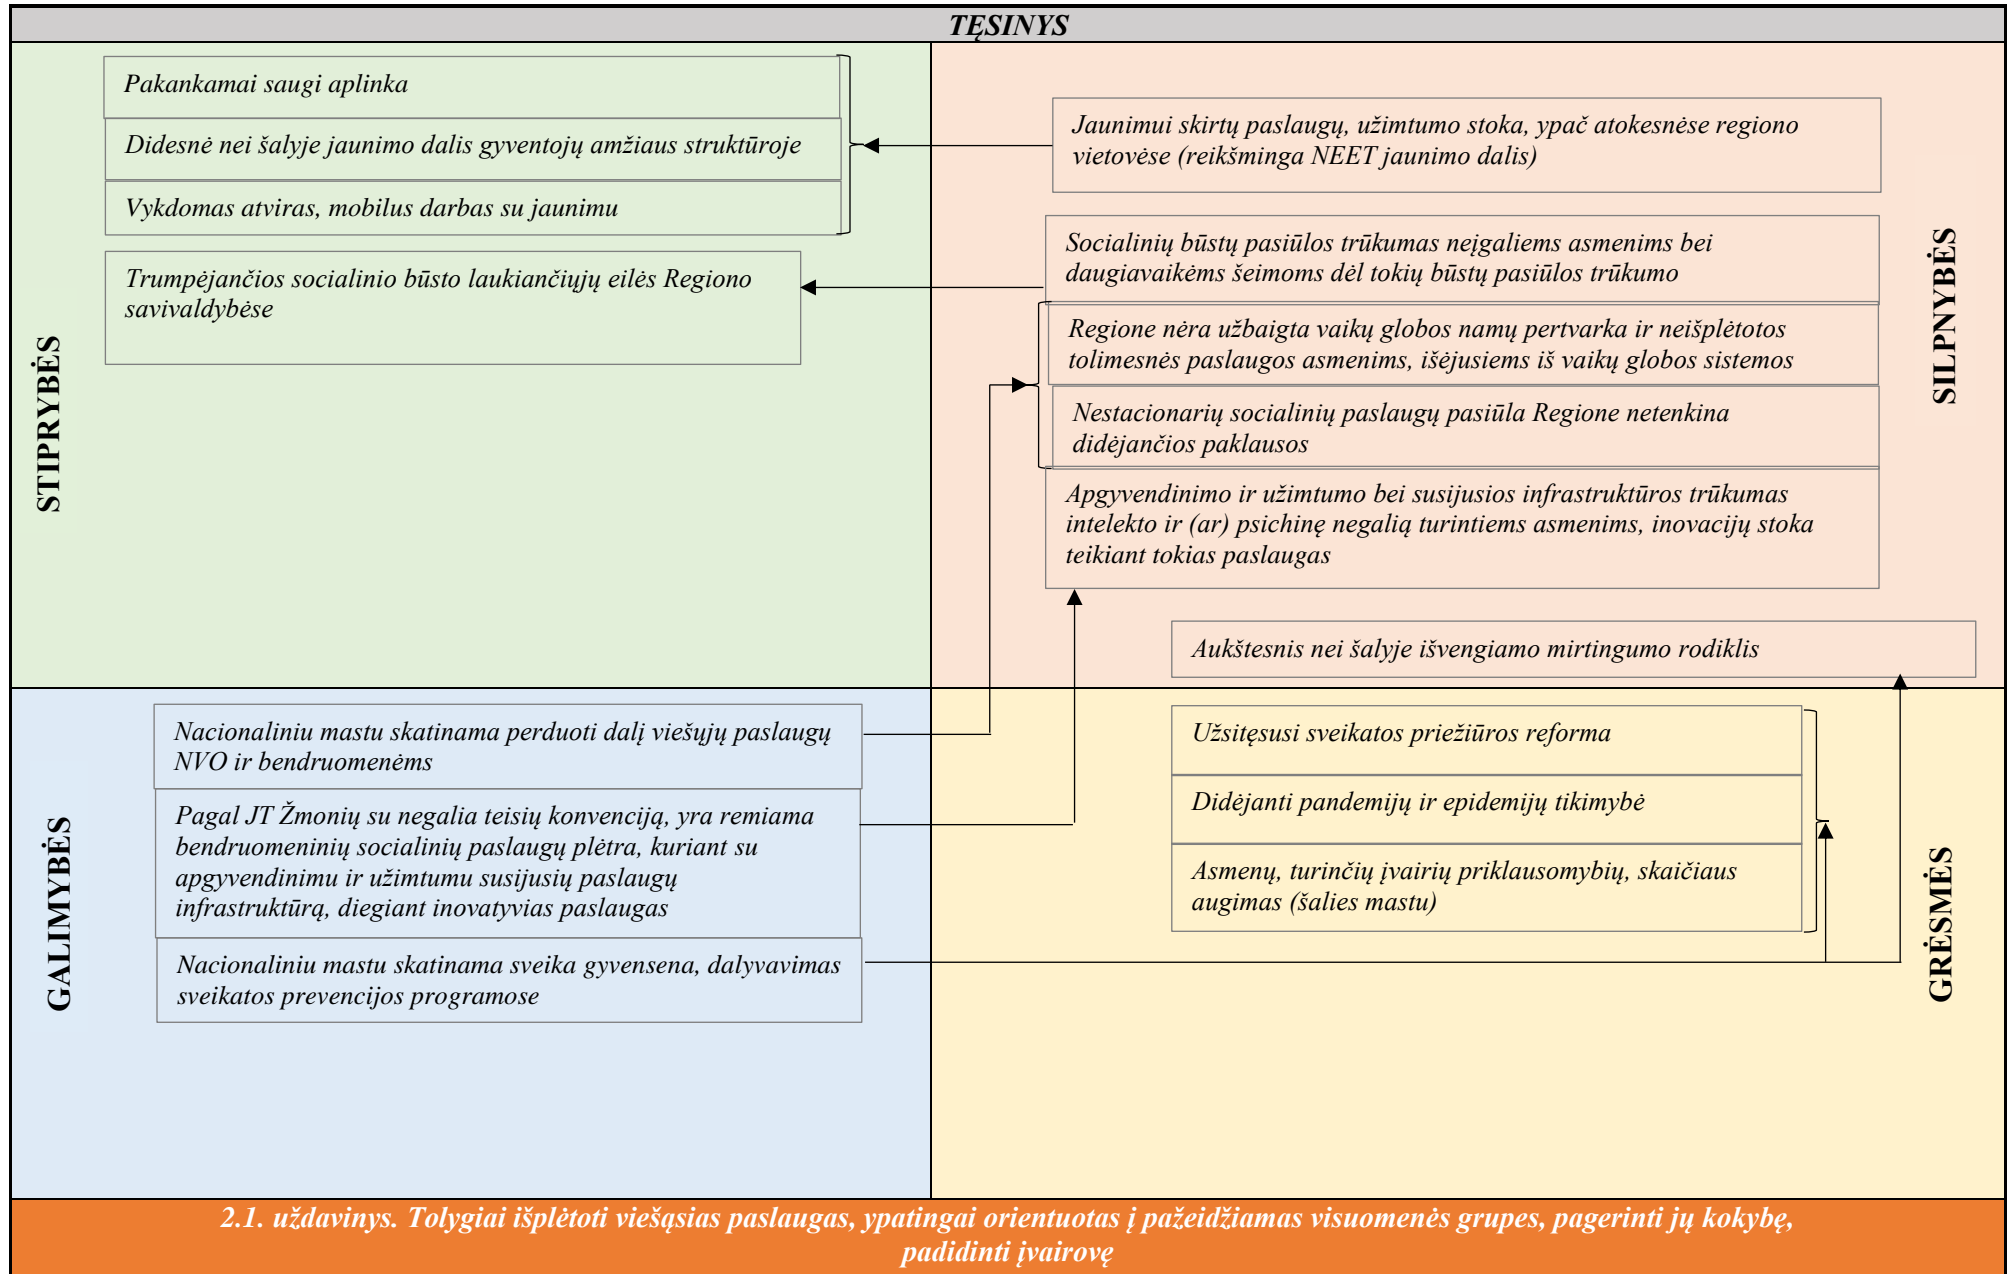 TĘSINYS
STIPRYBĖS
Pakankamai saugi aplinka
Didesnė nei šalyje jaunimo dalis gyventojų amžiaus struktūroje
Vykdomas atviras, mobilus darbas su jaunimu
Trumpėjančios socialinio būsto laukiančiųjų eilės Regiono
savivaldybėse
SILPNYBĖS
Jaunimui skirtų paslaugų, užimtumo stoka, ypač atokesnėse regiono
vietovėse (reikšminga NEET jaunimo dalis)
Socialinių būstų pasiūlos trūkumas neįgaliems asmenims bei
daugiavaikėms šeimoms dėl tokių būstų pasiūlos trūkumo
Regione nėra užbaigta vaikų globos namų pertvarka ir neišplėtotos
tolimesnės paslaugos asmenims, išėjusiems iš vaikų globos sistemos
Nestacionarių socialinių paslaugų pasiūla Regione netenkina
didėjančios paklausos
Apgyvendinimo ir užimtumo bei susijusios infrastruktūros trūkumas
intelekto ir (ar) psichinę negalią turintiems asmenims, inovacijų stoka
teikiant tokias paslaugas
Aukštesnis nei šalyje išvengiamo mirtingumo rodiklis
GALIMYBĖS
Nacionaliniu mastu skatinama perduoti dalį viešųjų paslaugų
NVO ir bendruomenėms
Pagal JT Žmonių su negalia teisių konvenciją, yra remiama
bendruomeninių socialinių paslaugų plėtra, kuriant su
apgyvendinimu ir užimtumu susijusių paslaugų
infrastruktūrą, diegiant inovatyvias paslaugas
Nacionaliniu mastu skatinama sveika gyvensena, dalyvavimas
sveikatos prevencijos programose
GRĖSMĖS
Užsitęsusi sveikatos priežiūros reforma
Didėjanti pandemijų ir epidemijų tikimybė
Asmenų, turinčių įvairių priklausomybių, skaičiaus
augimas (šalies mastu)
2.1. uždavinys. Tolygiai išplėtoti viešąsias paslaugas, ypatingai orientuotas į pažeidžiamas visuomenės grupes, pagerinti jų kokybę,
padidinti įvairovę